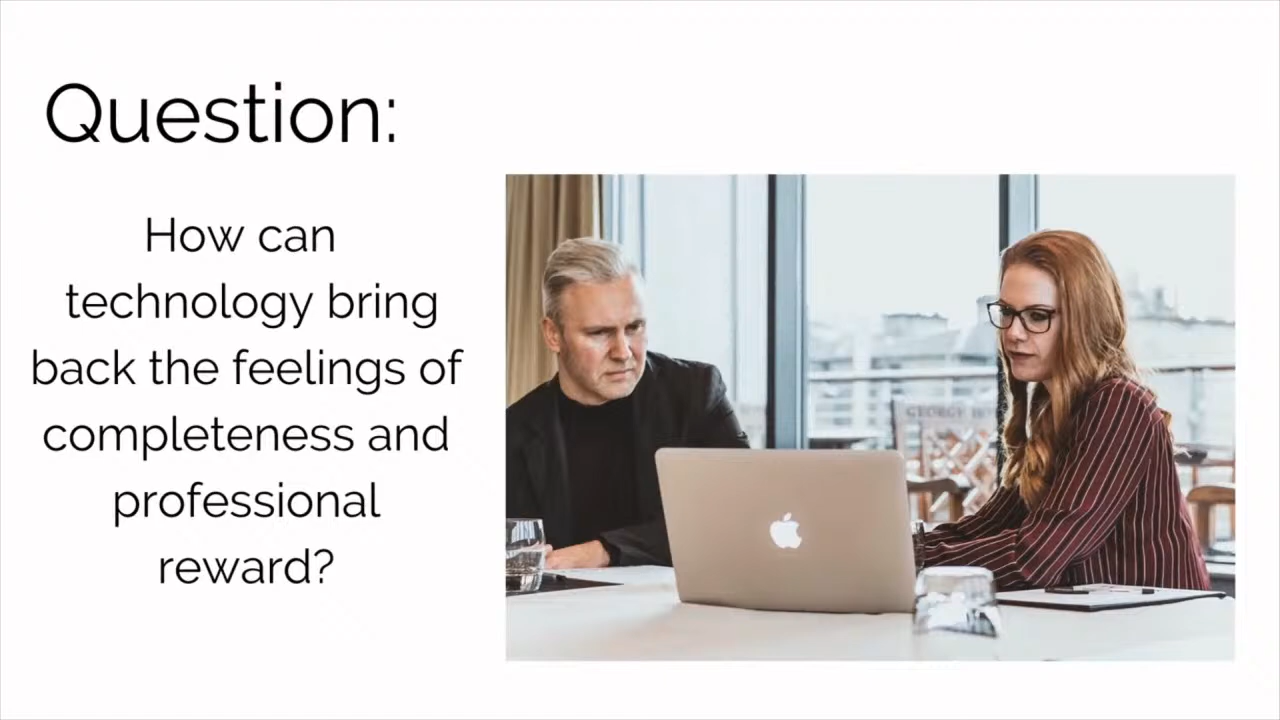 Question:
How can
technology bring
back the feelings of
completeness and
professional
reward?